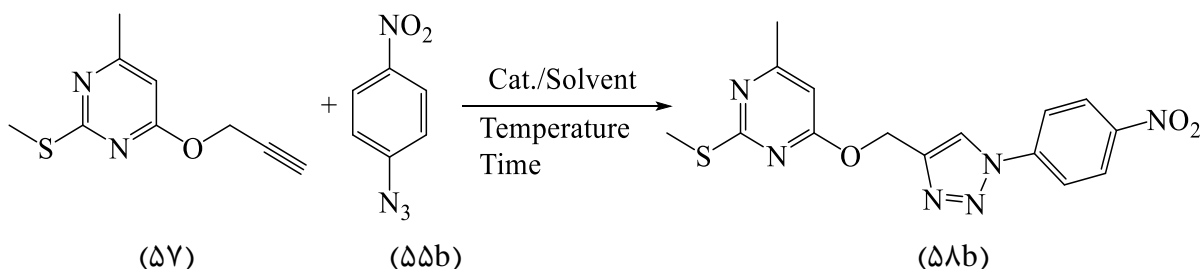 NO₂
N
S
N
O
+
N₃
Cat./Solvent
Temperature
Time
N
S
N
O
N
N=N
NO₂
(۵۷)
(۵۵b)
(۵۸b)